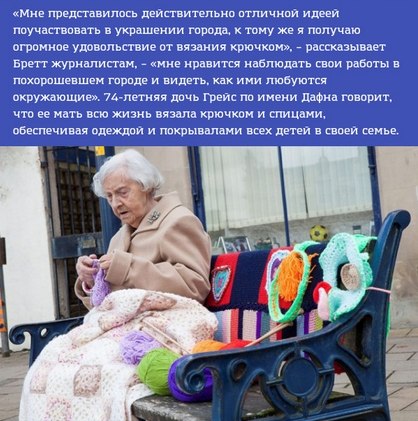 «Мне представилось действительно отличной идеей
поучаствовать в украшении города, к тому же я получаю
огромное удовольствие от вязания крючком», – рассказывает
Бретт журналистам, – «мне нравится наблюдать свои работы в
похорошевшем городе и видеть, как ими любуются
окружающие». 74-летняя дочь Грейс по имени Дафна говорит,
что ее мать всю жизнь вязала крючком и спицами,
обеспечивая одеждой и покрывалами всех детей в своей семье.